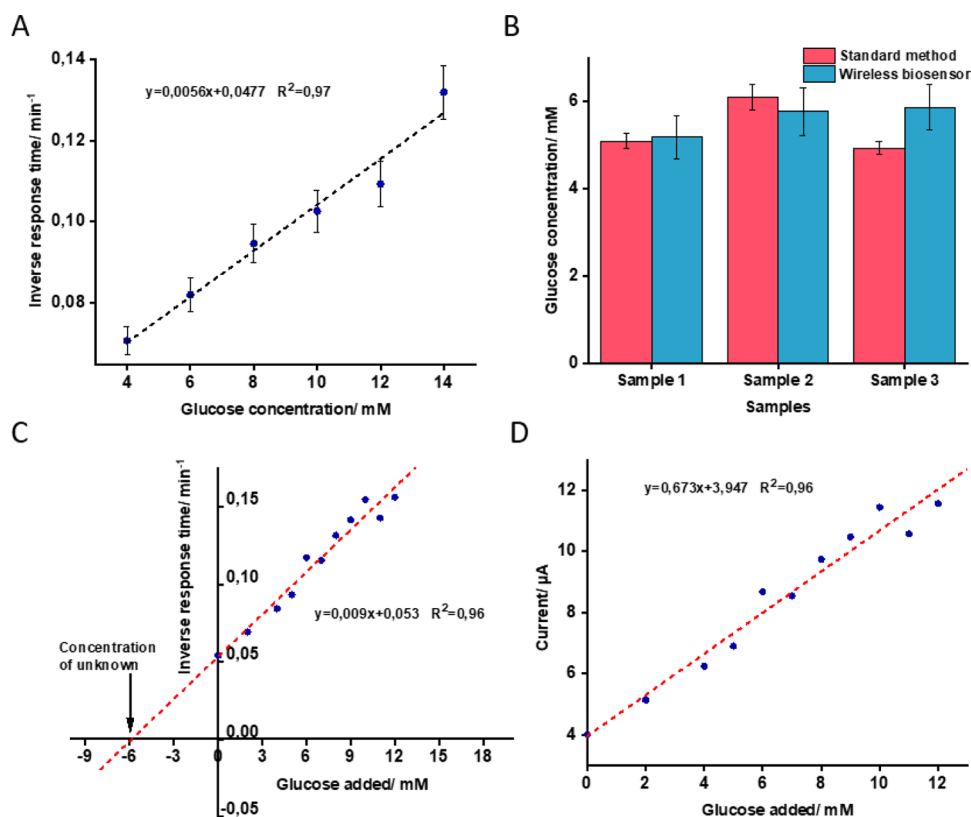 A
0,14
0,12
0,10
0,08
Inverse response time/ min⁻¹
y=0,0056x+0,0477 R²=0,97
4 6 8 10 12 14
Glucose concentration/ mM
B
Standard method
Wireless biosensor
6
4
2
0
Glucose concentration/ mM
Sample 1 Sample 2 Sample 3
Samples
C
Inverse response time/ min⁻¹
0,15
0,10
0,05
0.00
-0,05
y=0,009x+0,053 R²=0,96
Concentration
of unknown
-9 -6 -3 0 3 6 9 12 15 18
Glucose added/ mM
D
12
10
8
6
4
Current/ µA
y=0,673x+3,947 R²=0,96
0 2 4 6 8 10 12
Glucose added/ mM